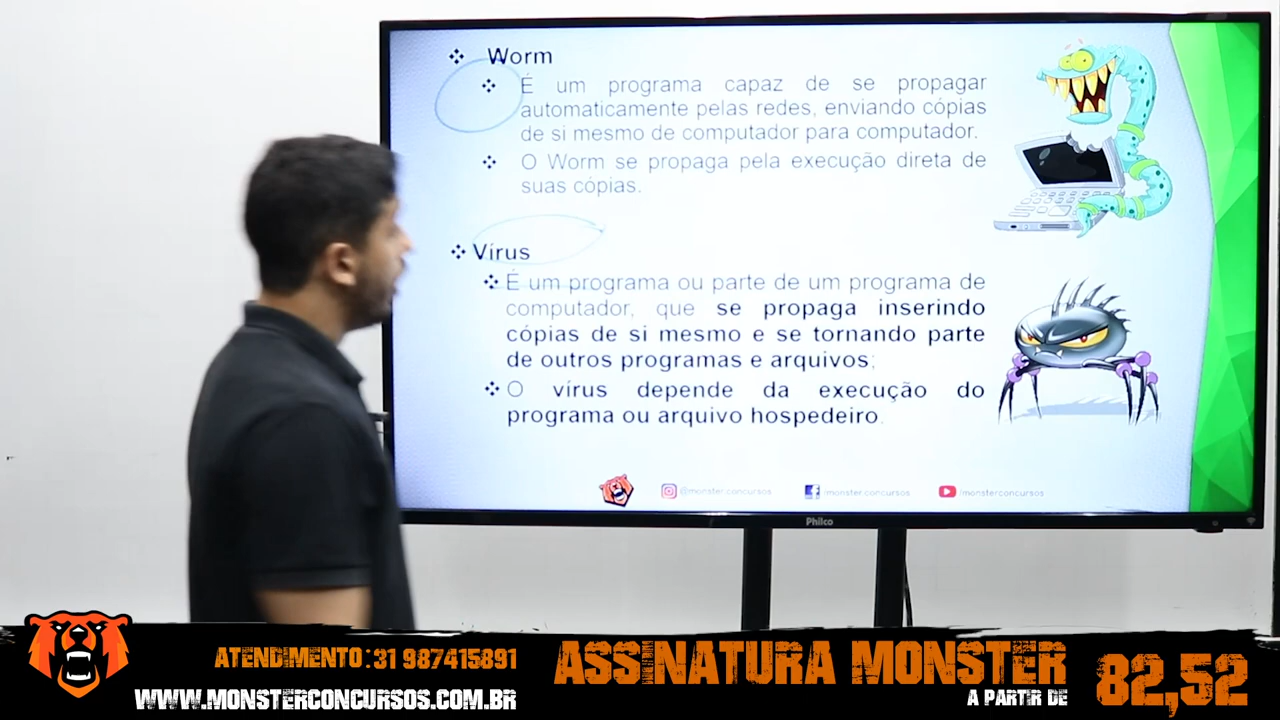 Worm
É um programa capaz de se propagar
automaticamente pelas redes, enviando cópias
de si mesmo de computador para computador.
O Worm se propaga pela execução direta de
suas cópias.
Vírus
É um programa ou parte de um programa de
computador, que se propaga inserindo
cópias de si mesmo e se tornando parte
de outros programas e arquivos;
O vírus depende da execução do
programa ou arquivo hospedeiro.
@monster.concursos /monster.concursos /monsterconcursos
Philco
ATENDIMENTO: 31 987415891
WWW.MONSTERCONCURSOS.COM.BR
ASSINATURA MONSTER
A PARTIR DE
82,52